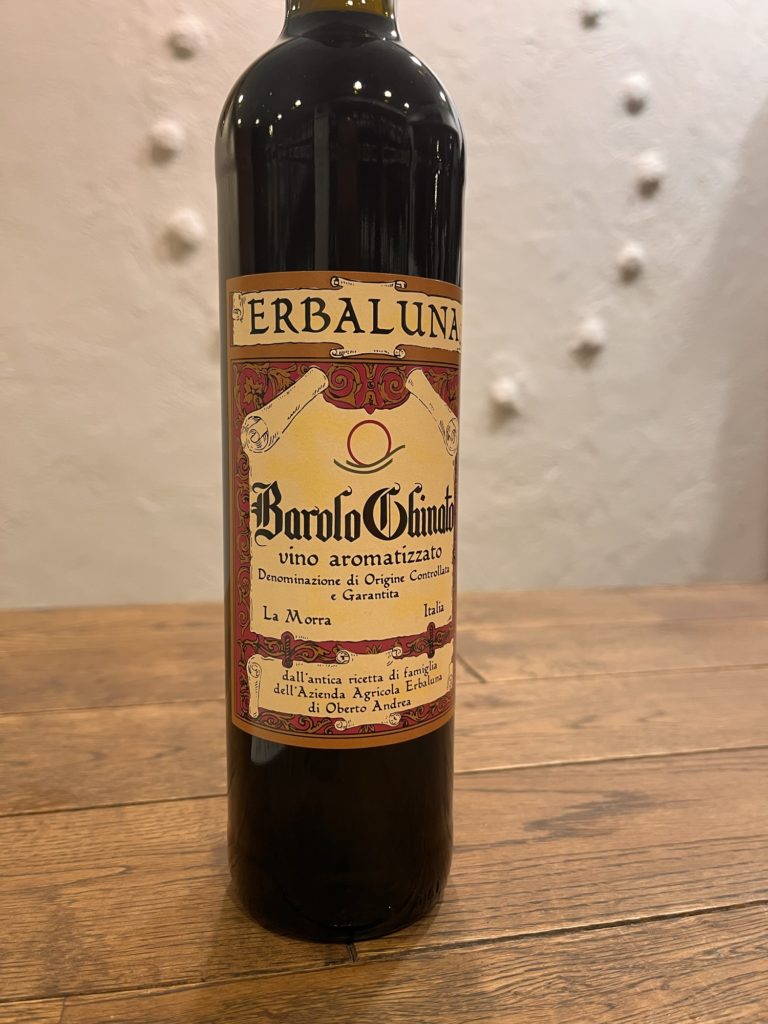 ERBALUNA
Barolo Chinato
vino aromatizzato
Denominazione di Origine Controllata
e Garantita
La Morra Italia
dall'antica ricetta di famiglia
dell'Azienda Agricola Erbaluna
di Oberto Andrea